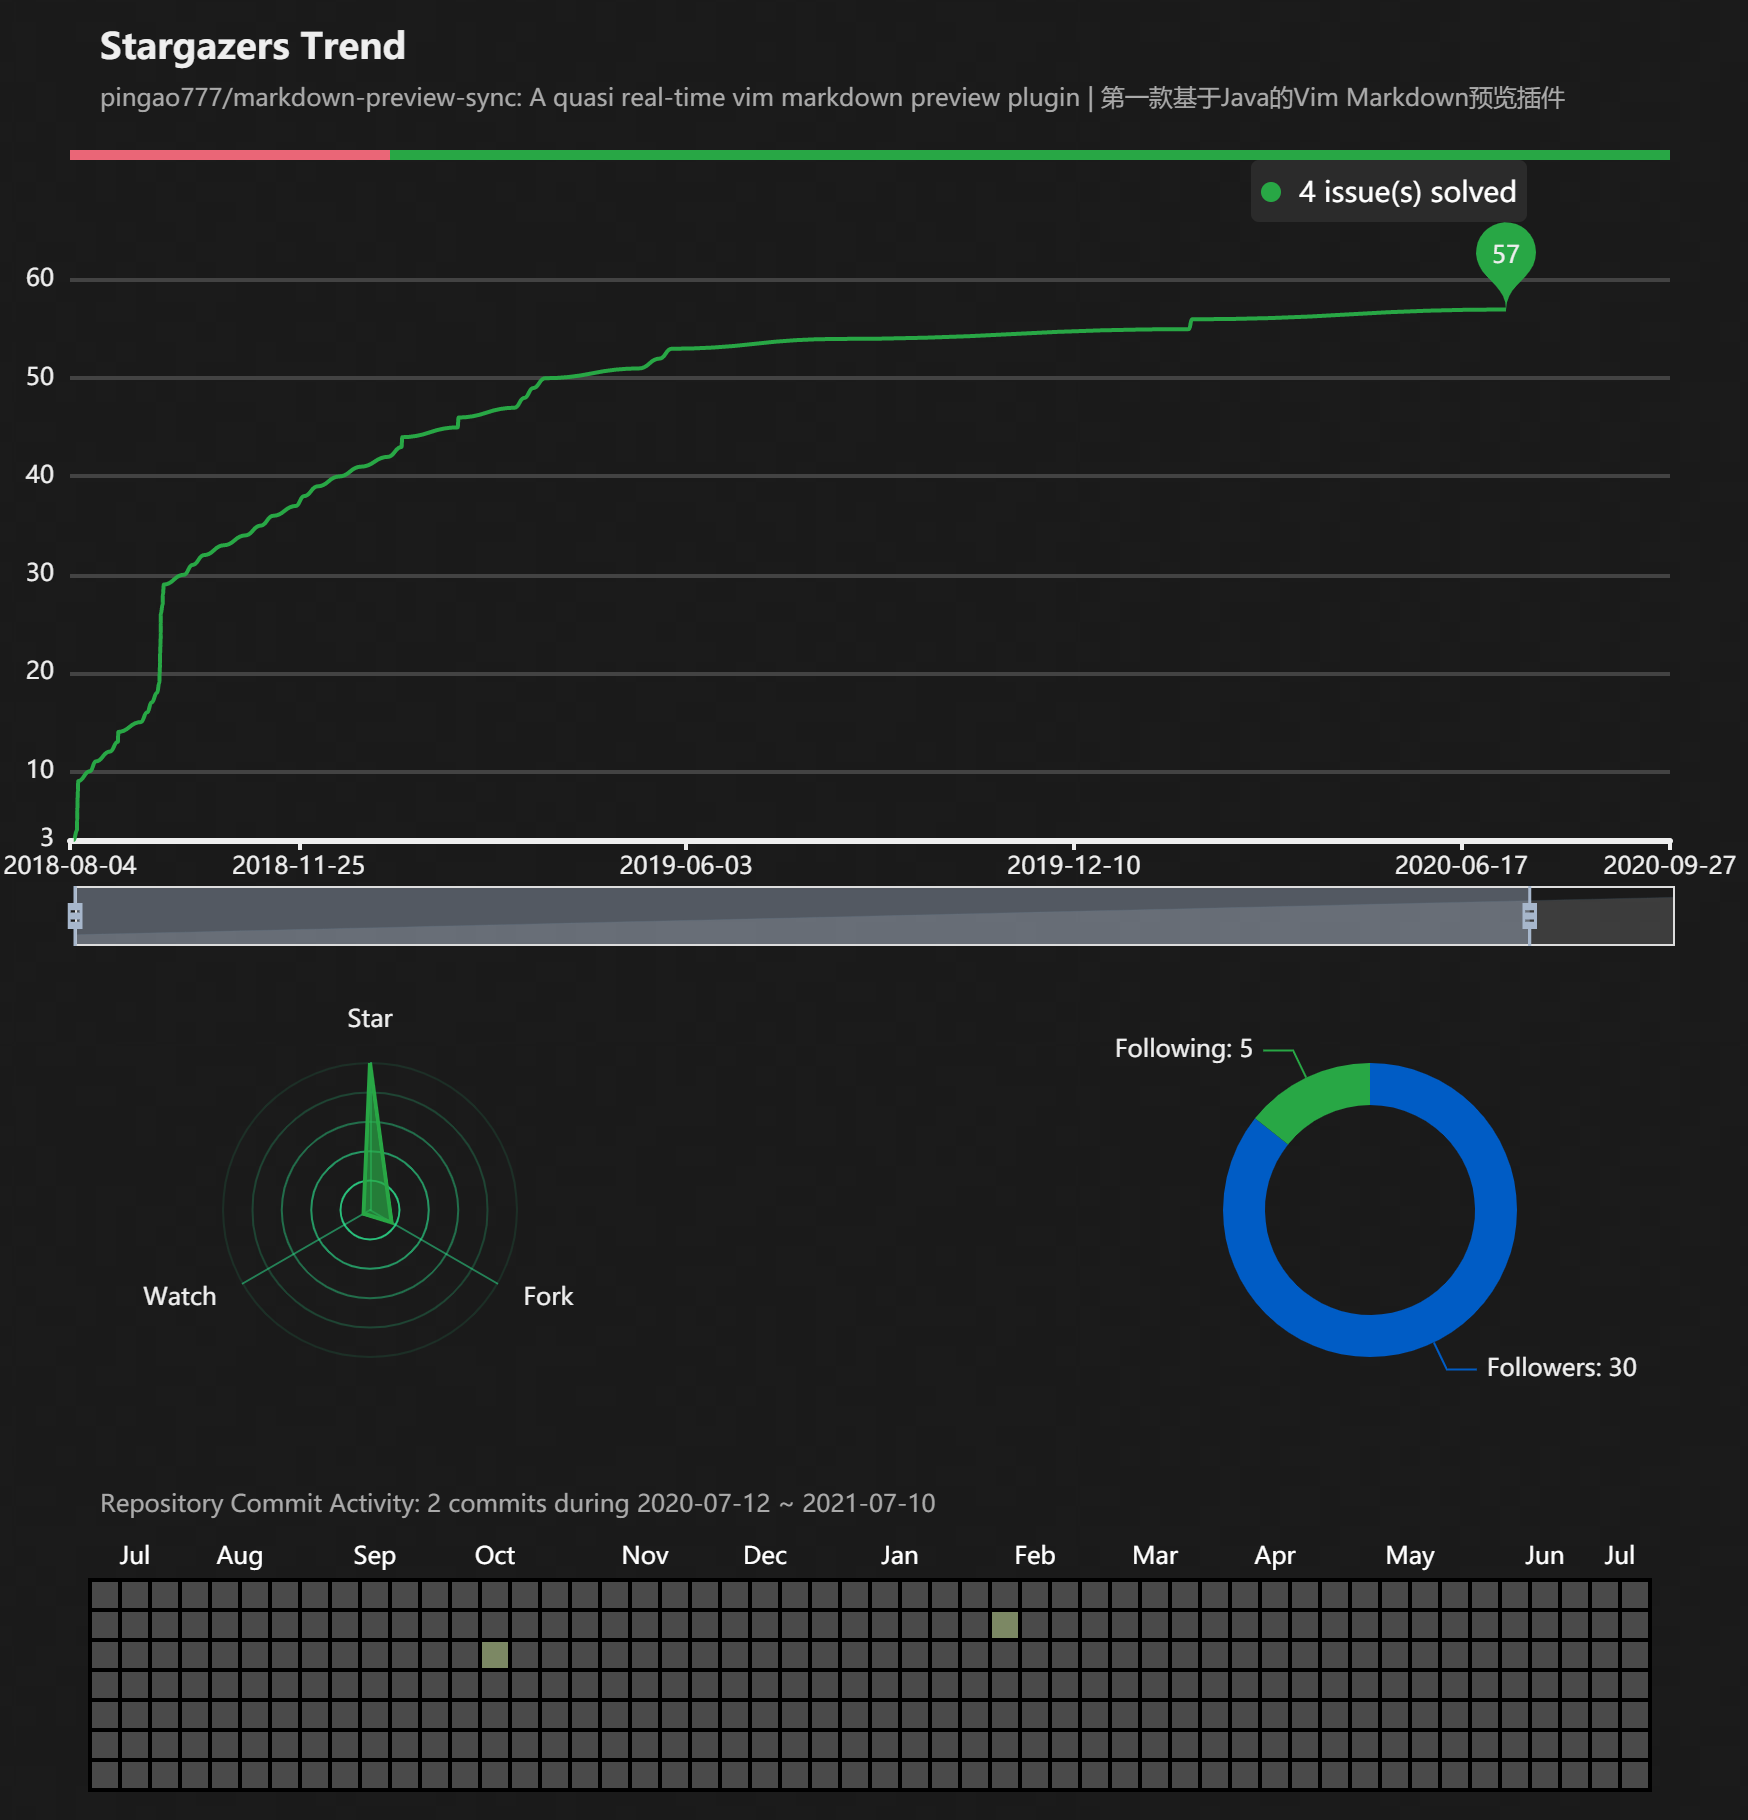 Stargazers Trend
pingao777/markdown-preview-sync: A quasi real-time vim markdown preview plugin | 第一款基于Java的Vim Markdown预览插件
4 issue(s) solved
57
60
50
40
30
20
10
3
2018-08-04 2018-11-25 2019-06-03 2019-12-10 2020-06-17 2020-09-27
Star
Watch
Fork
Following: 5
Followers: 30
Repository Commit Activity: 2 commits during 2020-07-12 ~ 2021-07-10
Jul Aug Sep Oct Nov Dec Jan Feb Mar Apr May Jun Jul